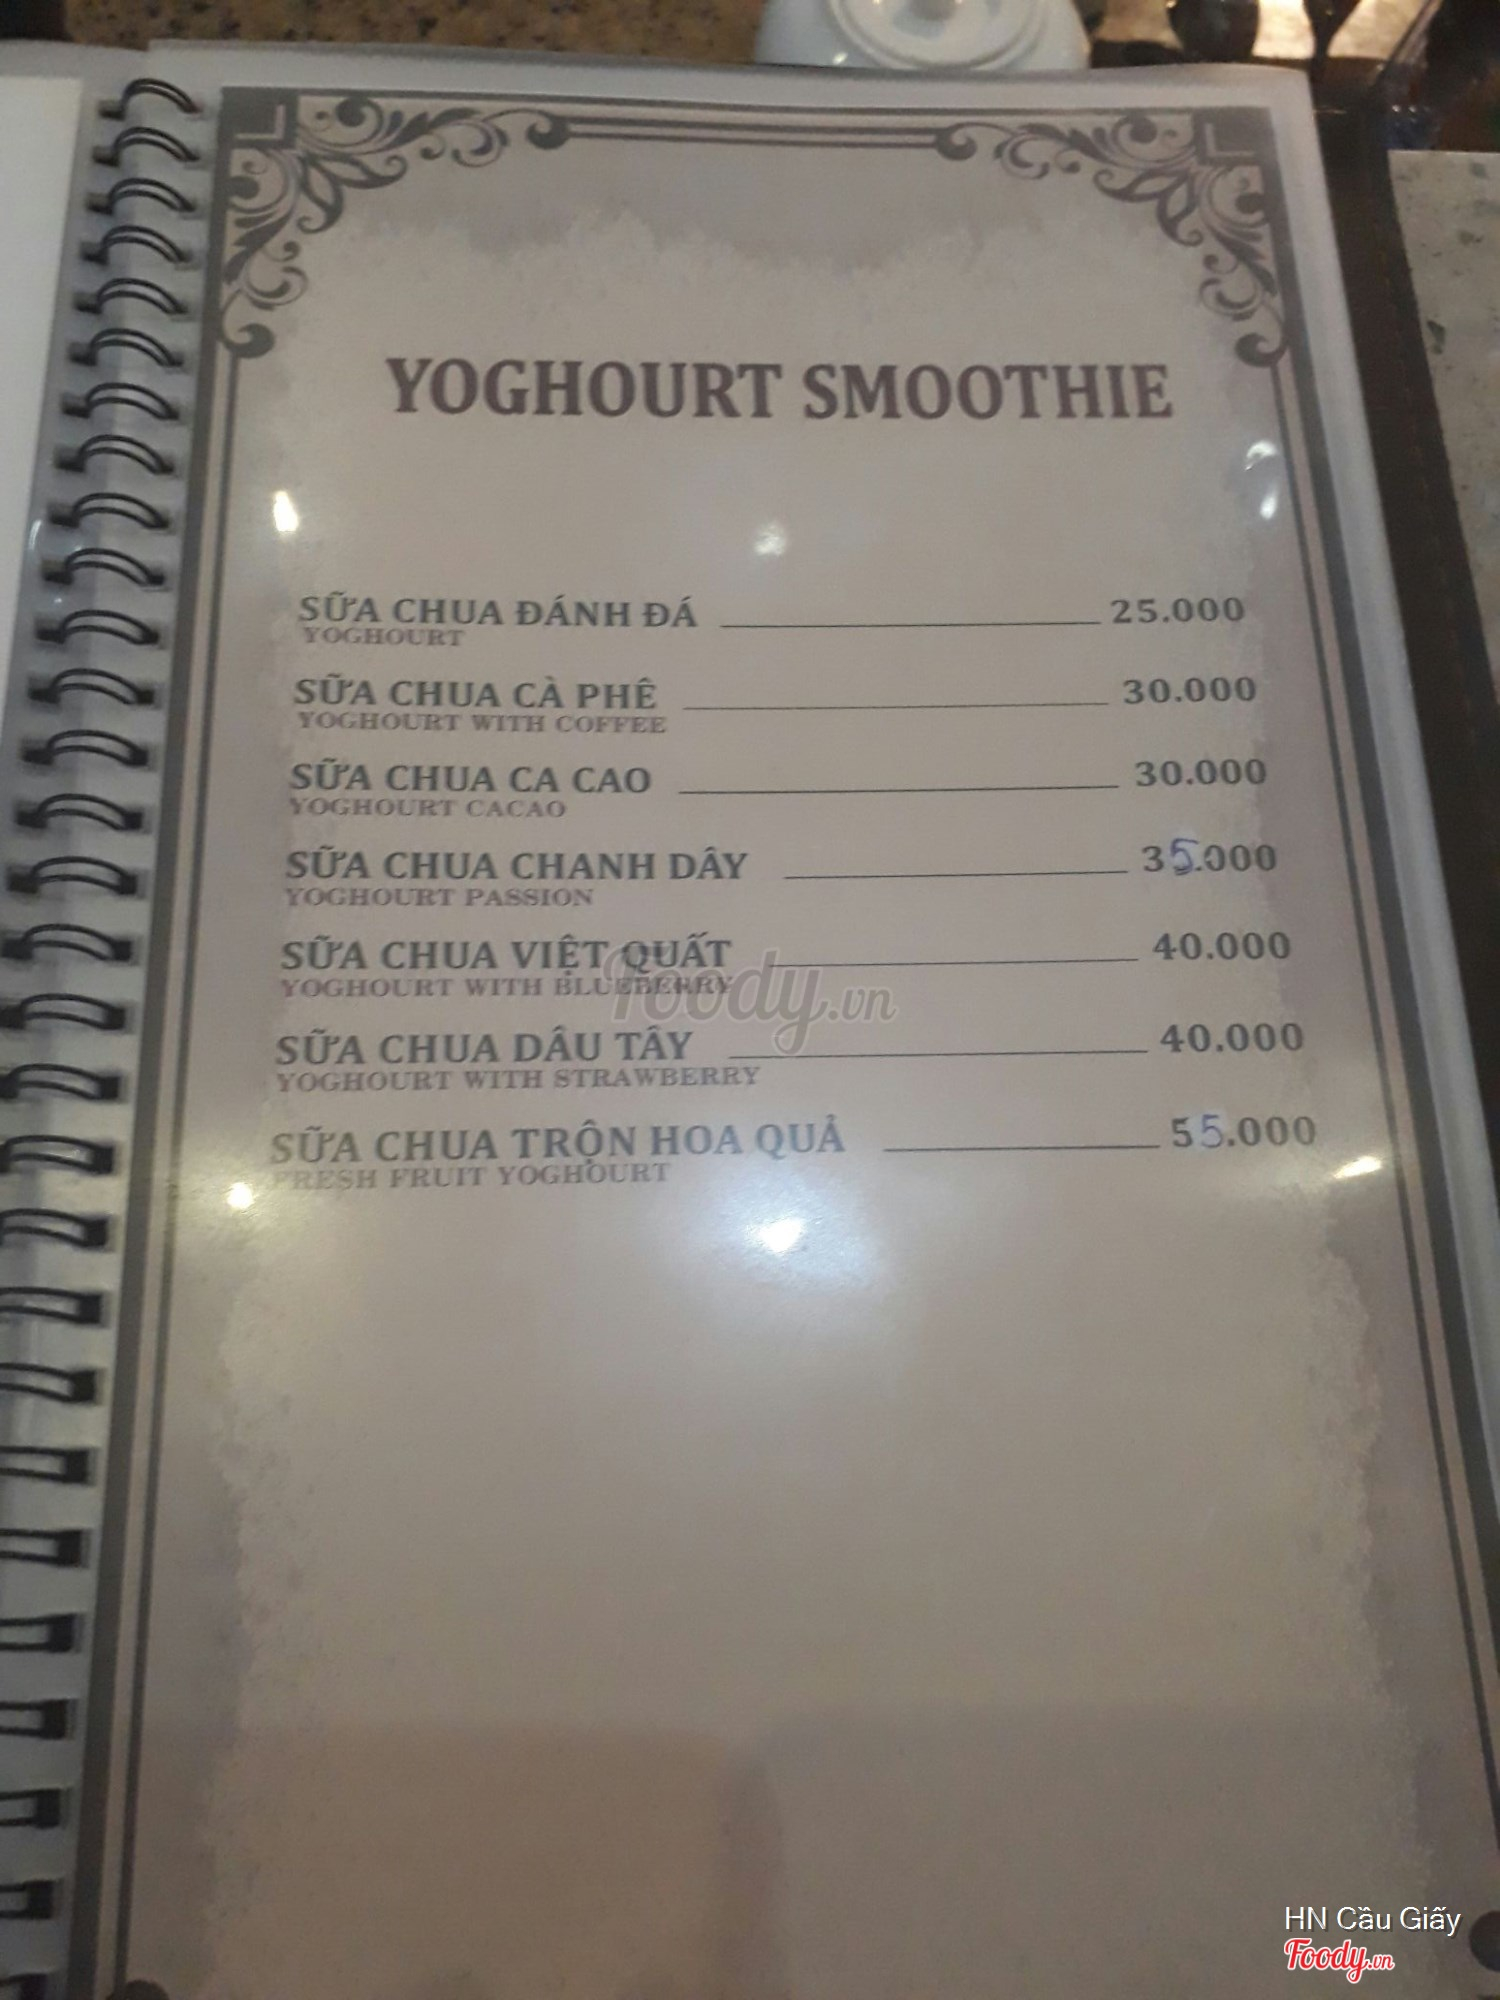 YOGHOURT SMOOTHIE
SỮA CHUA ĐÁNH ĐÁ 25.000
YOGHOURT
SỮA CHUA CÀ PHÊ 30.000
YOGHOURT WITH COFFEE
SỮA CHUA CA CAO 30.000
YOGHOURT CACAO
SỮA CHUA CHANH DÂY 35.000
YOGHOURT PASSION
SỮA CHUA VIỆT QUẤT 40.000
YOGHOURT WITH BLUEBERRY
Foody.vn
SỮA CHUA DÂU TÂY 40.000
YOGHOURT WITH STRAWBERRY
SỮA CHUA TRỘN HOA QUẢ 55.000
FRESH FRUIT YOGHOURT
HN Cầu Giấy
Foody.vn